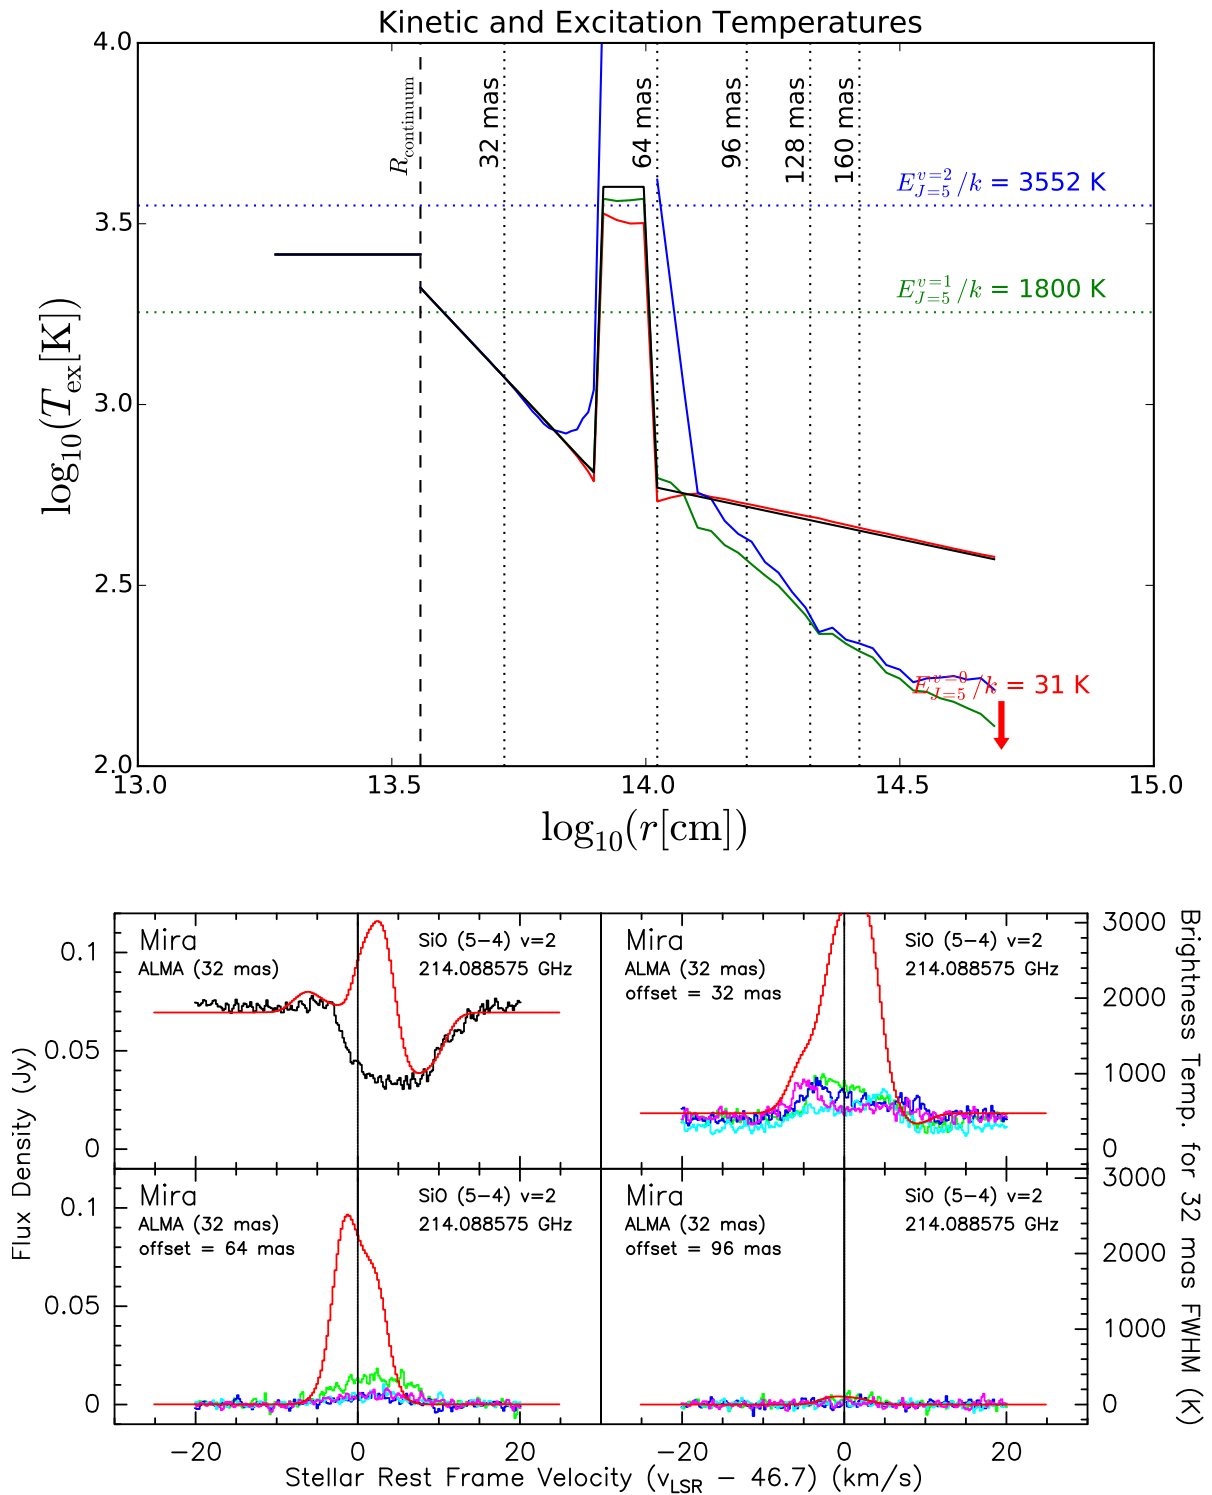 Kinetic and Excitation Temperatures
4.0
3.5
3.0
2.5
2.0
log10(Tex[K])
Rcontinuum
32 mas
64 mas
96 mas
128 mas
160 mas
E^{v=2}_{J=5}/k = 3552 K
E^{v=1}_{J=5}/k = 1800 K
E^{v=0}_{J=5}/k = 31 K
13.0 13.5 14.0 14.5 15.0
log10(r[cm])
Flux Density (Jy)
0.1
0.05
0
Mira
ALMA (32 mas)
SiO (5−4) v=2
214.088575 GHz
Mira
ALMA (32 mas)
offset = 32 mas
SiO (5−4) v=2
214.088575 GHz
3000
2000
1000
0
0.1
0.05
0
Mira
ALMA (32 mas)
offset = 64 mas
SiO (5−4) v=2
214.088575 GHz
Mira
ALMA (32 mas)
offset = 96 mas
SiO (5−4) v=2
214.088575 GHz
3000
2000
1000
0
Brightness Temp. for 32 mas FWHM (K)
−20 0 20 −20 0 20
Stellar Rest Frame Velocity (vLSR − 46.7) (km/s)